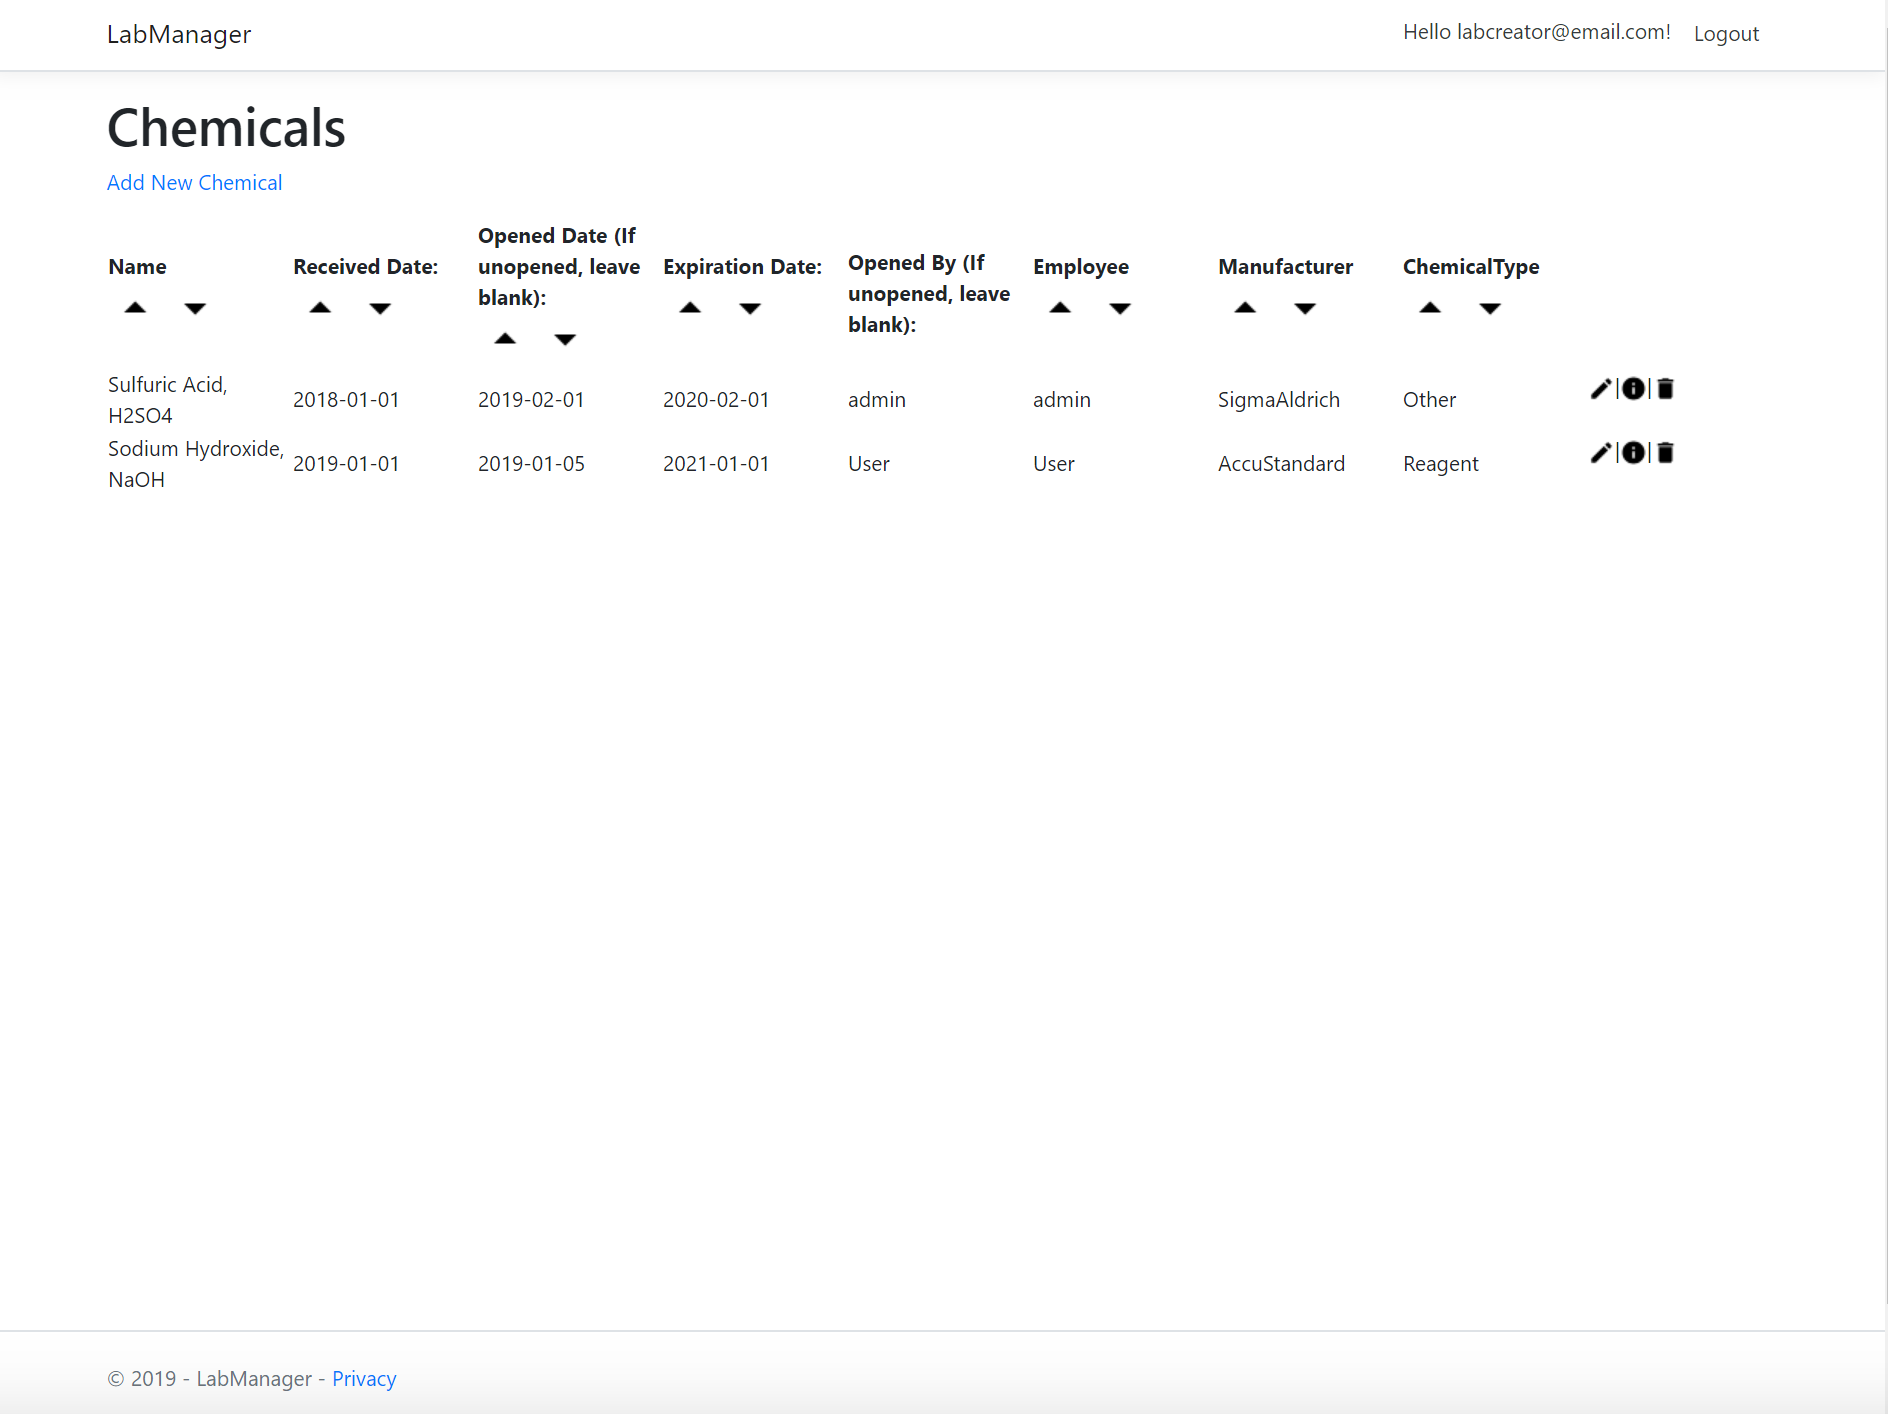 LabManager
Hello labcreator@email.com! Logout
Chemicals
Add New Chemical
Name
Received Date:
Opened Date (If
unopened, leave
blank):
Expiration Date:
Opened By (If
unopened, leave
blank):
Employee
Manufacturer
ChemicalType
Sulfuric Acid,
H2SO4
2018-01-01
2019-02-01
2020-02-01
admin
admin
SigmaAldrich
Other
Sodium Hydroxide,
NaOH
2019-01-01
2019-01-05
2021-01-01
User
User
AccuStandard
Reagent
© 2019 - LabManager - Privacy